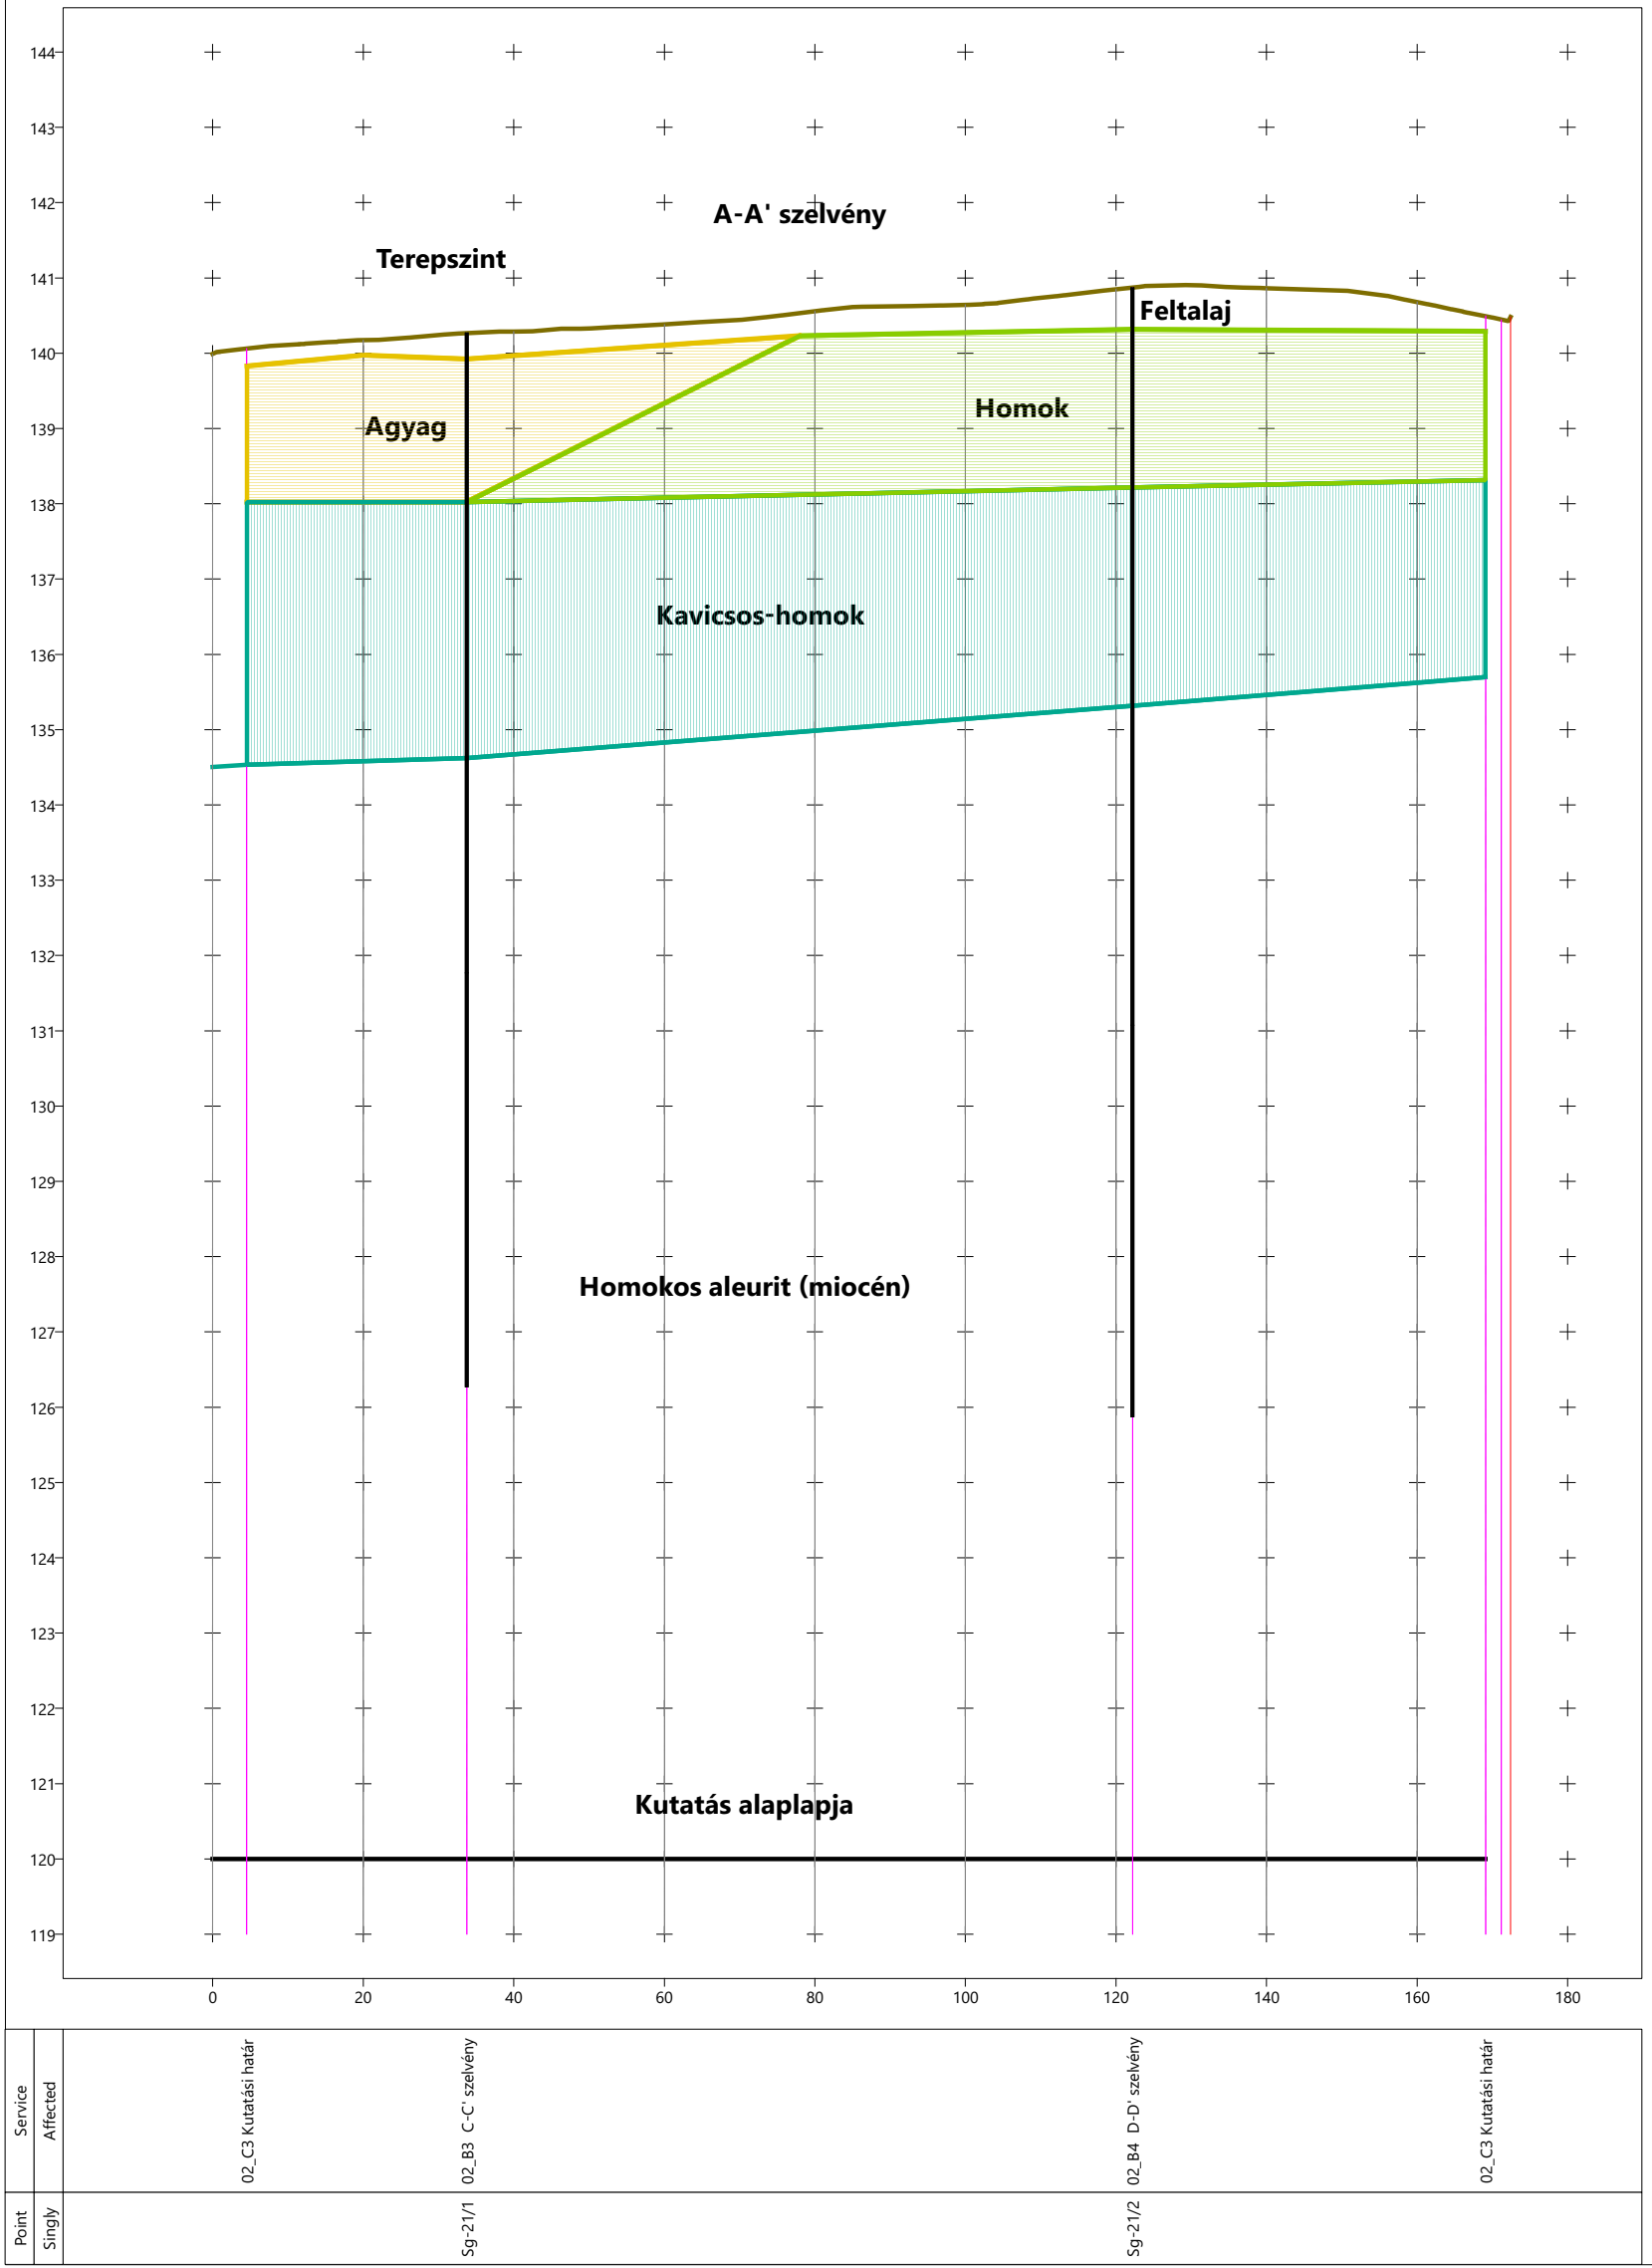 144
143
142
A-A' szelvény
Terepszint
141
Feltalaj
140
Homok
139
Agyag
138
137
Kavicsos-homok
136
135
134
133
132
131
130
129
128
Homokos aleurit (miocén)
127
126
125
124
123
122
121
Kutatás alaplapja
120
119
0 20 40 60 80 100 120 140 160 180
Service
Affected
02_C3 Kutatási határ
02_B3 C-C' szelvény
02_B4 D-D' szelvény
02_C3 Kutatási határ
Point
Singly
Sg-21/1
Sg-21/2